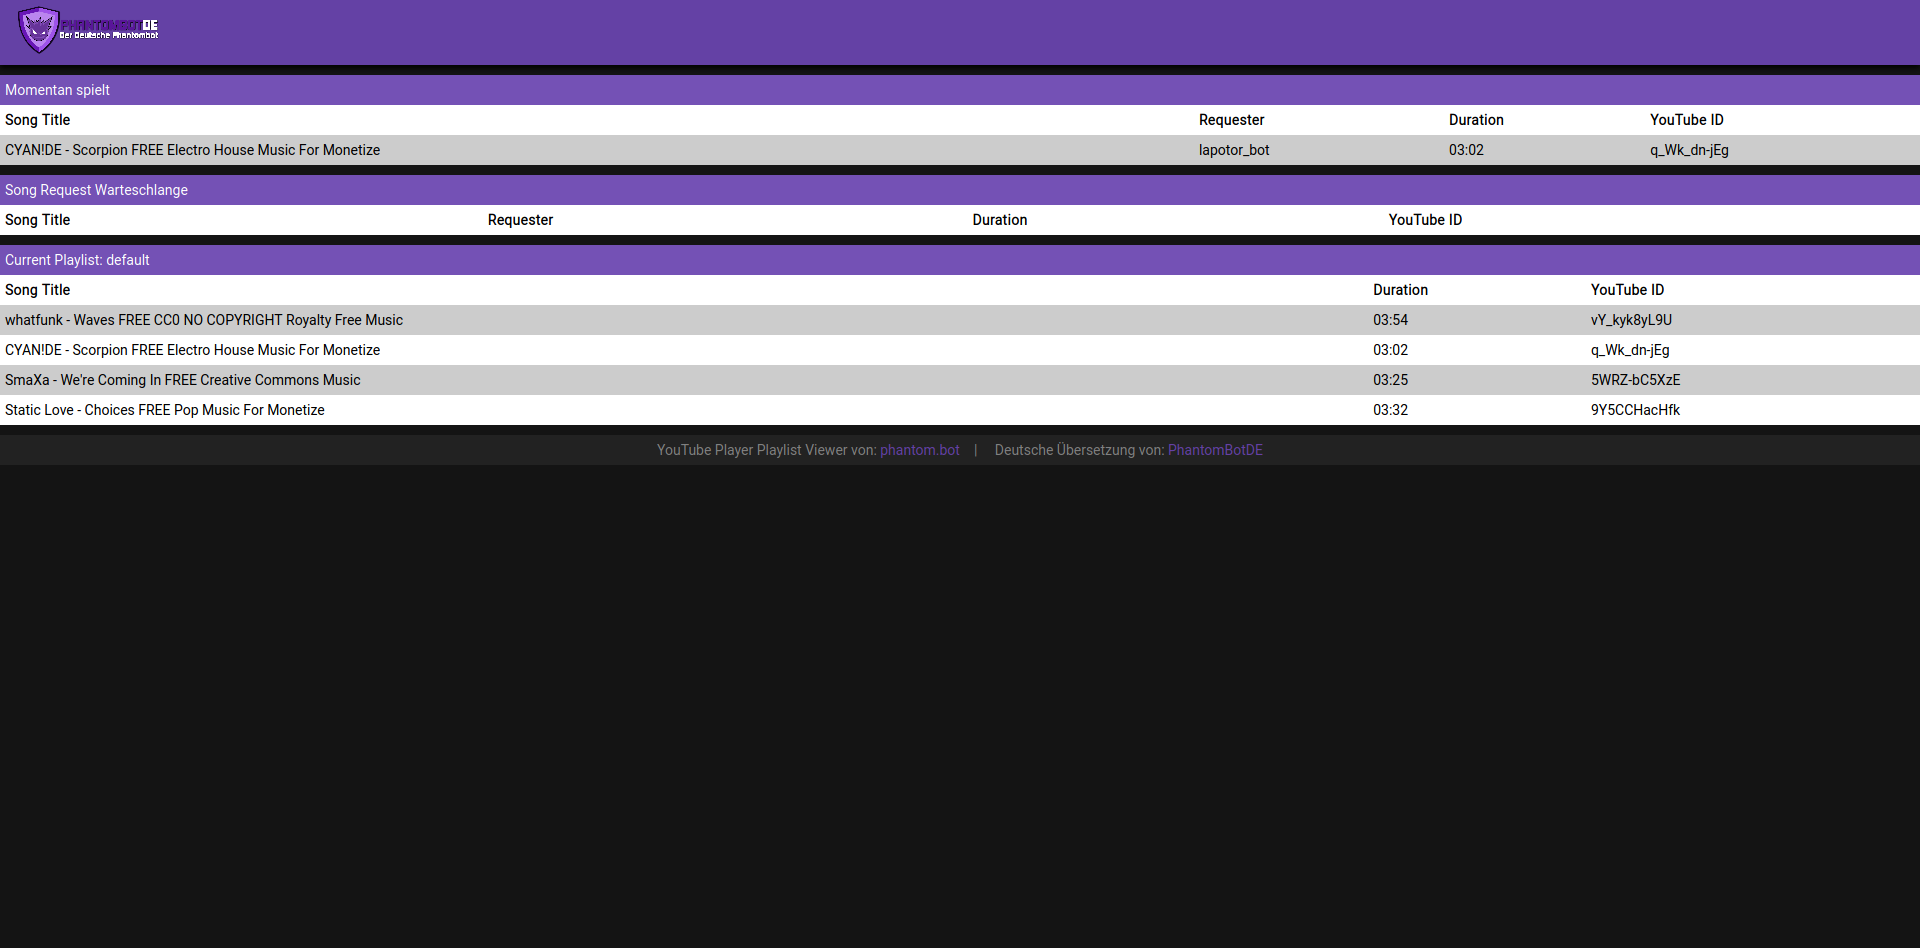 PHANTOMBOTDE
Der Deutsche Phantombot
Momentan spielt
Song Title Requester Duration YouTube ID
CYAN!DE - Scorpion FREE Electro House Music For Monetize lapotor_bot 03:02 q_Wk_dn-jEg
Song Request Warteschlange
Song Title Requester Duration YouTube ID
Current Playlist: default
Song Title Duration YouTube ID
whatfunk - Waves FREE CC0 NO COPYRIGHT Royalty Free Music 03:54 vY_kyk8yL9U
CYAN!DE - Scorpion FREE Electro House Music For Monetize 03:02 q_Wk_dn-jEg
SmaXa - We're Coming In FREE Creative Commons Music 03:25 5WRZ-bC5XzE
Static Love - Choices FREE Pop Music For Monetize 03:32 9Y5CCHacHfk
YouTube Player Playlist Viewer von: phantom.bot | Deutsche Übersetzung von: PhantomBotDE